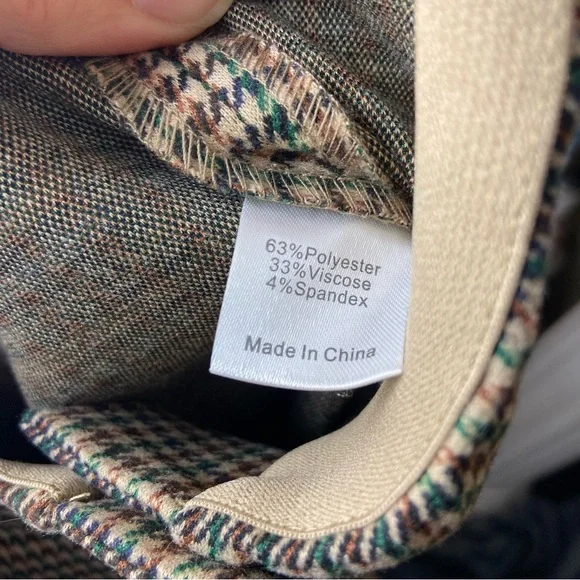 63%Polyester
33%Viscose
4%Spandex
Made In China